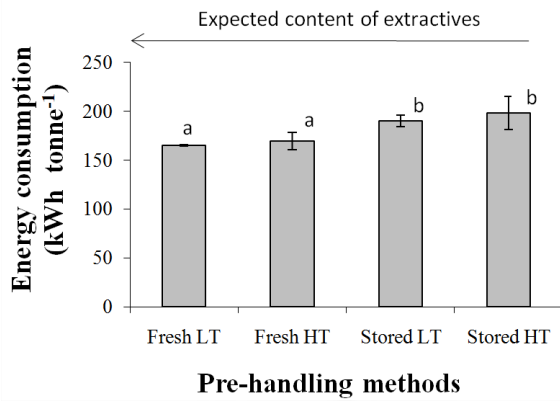 Expected content of extractives
Energy consumption
(kWh tonne⁻¹)
250
200
150
100
50
0
a
a
b
b
Fresh LT
Fresh HT
Stored LT
Stored HT
Pre-handling methods